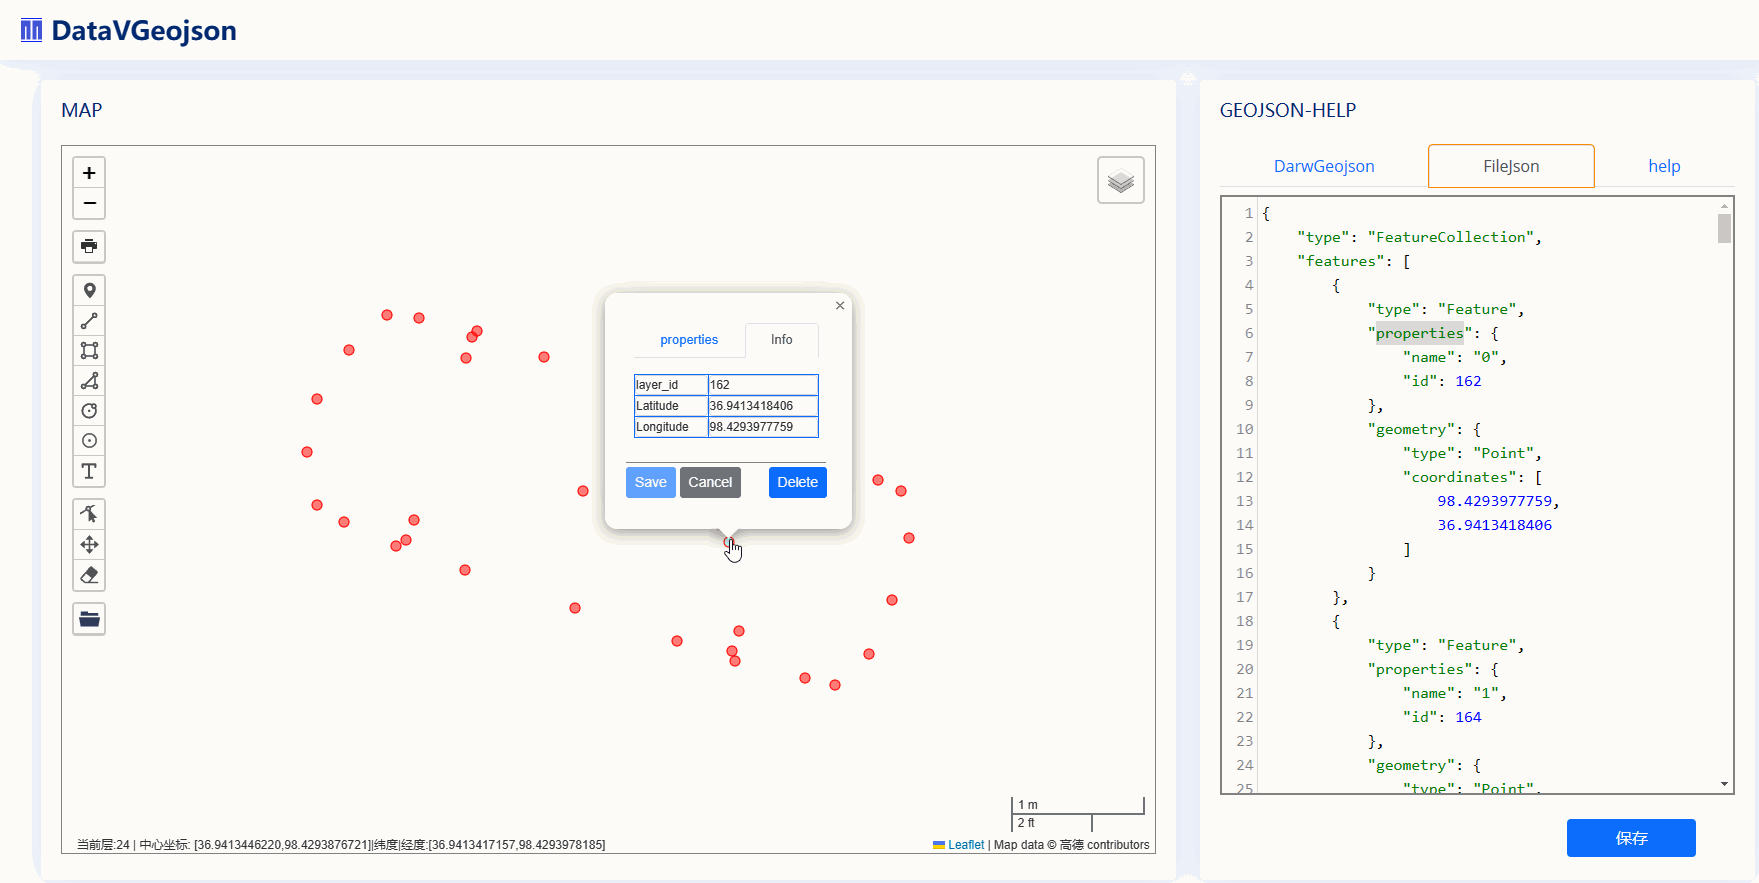 DataVGeojson
MAP
+
−
T
×
properties
Info
layer_id 162
Latitude 36.9413418406
Longitude 98.4293977759
Save Cancel Delete
1 m
2 ft
当前层:24 | 中心坐标: [36.9413446220,98.4293876721]|纬度|经度:[36.9413417157,98.4293978185]
Leaflet | Map data © 高德 contributors
GEOJSON-HELP
DarwGeojson
FileJson
help
1 {
2 "type": "FeatureCollection",
3 "features": [
4 {
5 "type": "Feature",
6 "properties": {
7 "name": "0",
8 "id": 162
9 },
10 "geometry": {
11 "type": "Point",
12 "coordinates": [
13 98.4293977759,
14 36.9413418406
15 ]
16 }
17 },
18 {
19 "type": "Feature",
20 "properties": {
21 "name": "1",
22 "id": 164
23 },
24 "geometry": {
25 "type": "Point",
保存